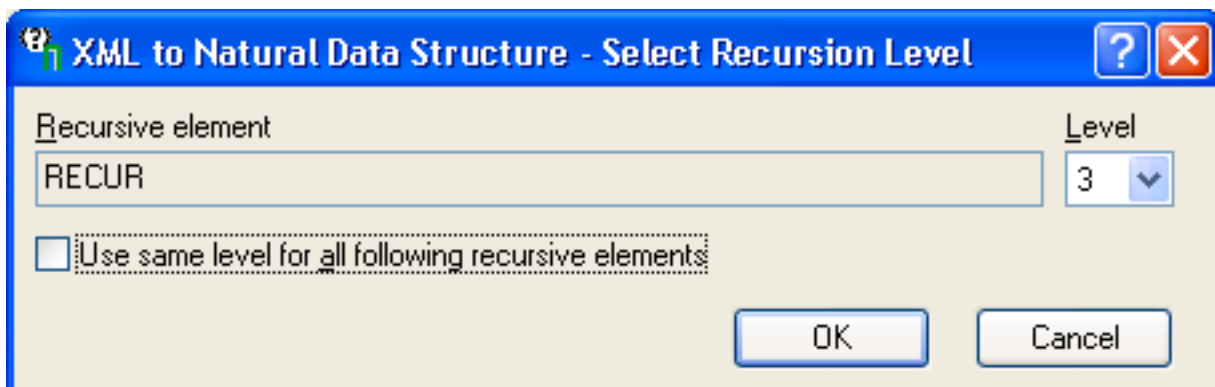 XML to Natural Data Structure - Select Recursion Level
Recursive element Level
RECUR 3
Use same level for all following recursive elements
OK Cancel